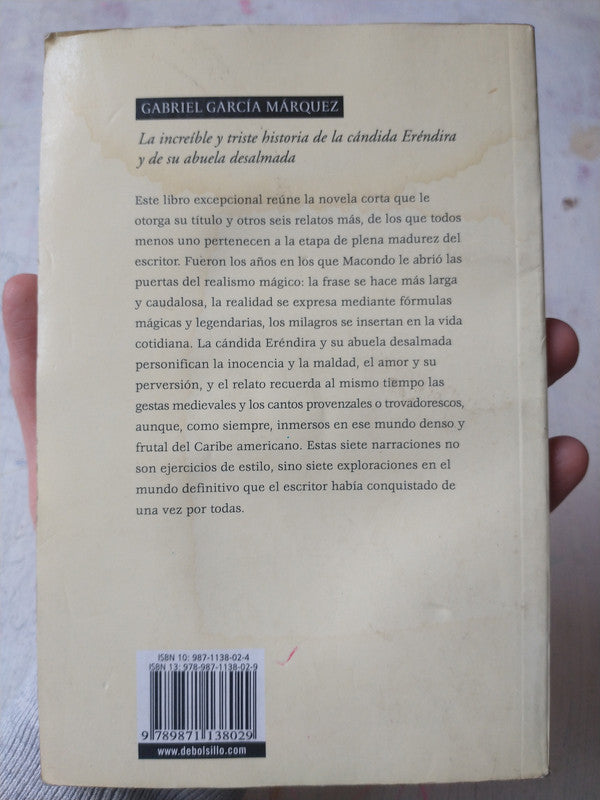 GABRIEL GARCÍA MÁRQUEZ
La increíble y triste historia de la cándida Eréndira
y de su abuela desalmada
Este libro excepcional reúne la novela corta que le
otorga su título y otros seis relatos más, de los que todos
menos uno pertenecen a la etapa de plena madurez del
escritor. Fueron los años en los que Macondo le abrió las
puertas del realismo mágico: la frase se hace más larga
y caudalosa, la realidad se expresa mediante fórmulas
mágicas y legendarias, los milagros se insertan en la vida
cotidiana. La cándida Eréndira y su abuela desalmada
personifican la inocencia y la maldad, el amor y su
perversión, y el relato recuerda al mismo tiempo las
gestas medievales y los cantos provenzales o trovadorescos,
aunque, como siempre, inmersos en ese mundo denso y
frutal del Caribe americano. Estas siete narraciones no
son ejercicios de estilo, sino siete exploraciones en el
mundo definitivo que el escritor había conquistado de
una vez por todas.
ISBN 10: 987-1138-02-4
ISBN 13: 978-987-1138-02-9
9 789871 138029
www.debolsillo.com